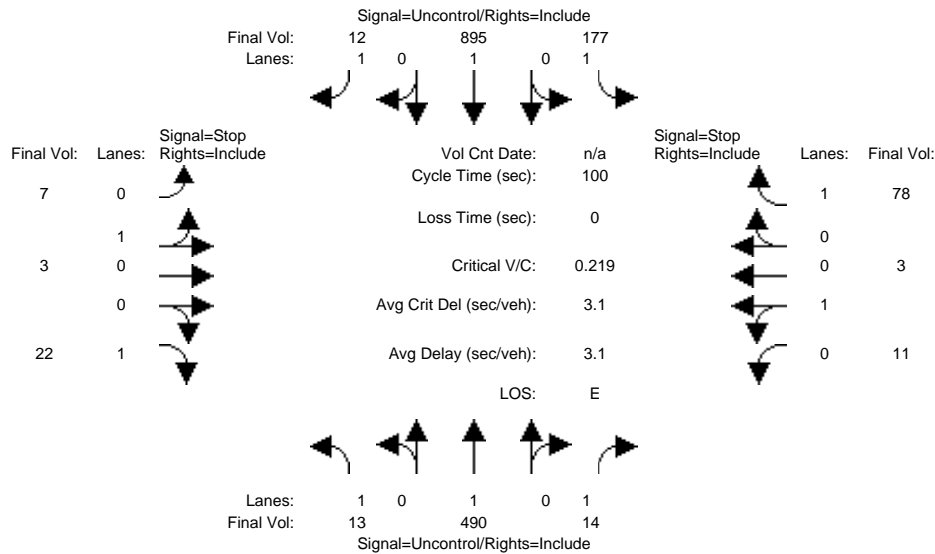 Signal=Uncontrol/Rights=Include
Final Vol: 12 895 177
Lanes: 1 0 1 0 1
Signal=Stop
Final Vol: Lanes: Rights=Include
Vol Cnt Date: n/a
Signal=Stop
Rights=Include Lanes: Final Vol:
Cycle Time (sec): 100
7 0
1 78
Loss Time (sec): 0
1
0
3 0
Critical V/C: 0.219
0 3
0
Avg Crit Del (sec/veh): 3.1
1
22 1
Avg Delay (sec/veh): 3.1
0 11
LOS: E
Lanes: 1 0 1 0 1
Final Vol: 13 490 14
Signal=Uncontrol/Rights=Include